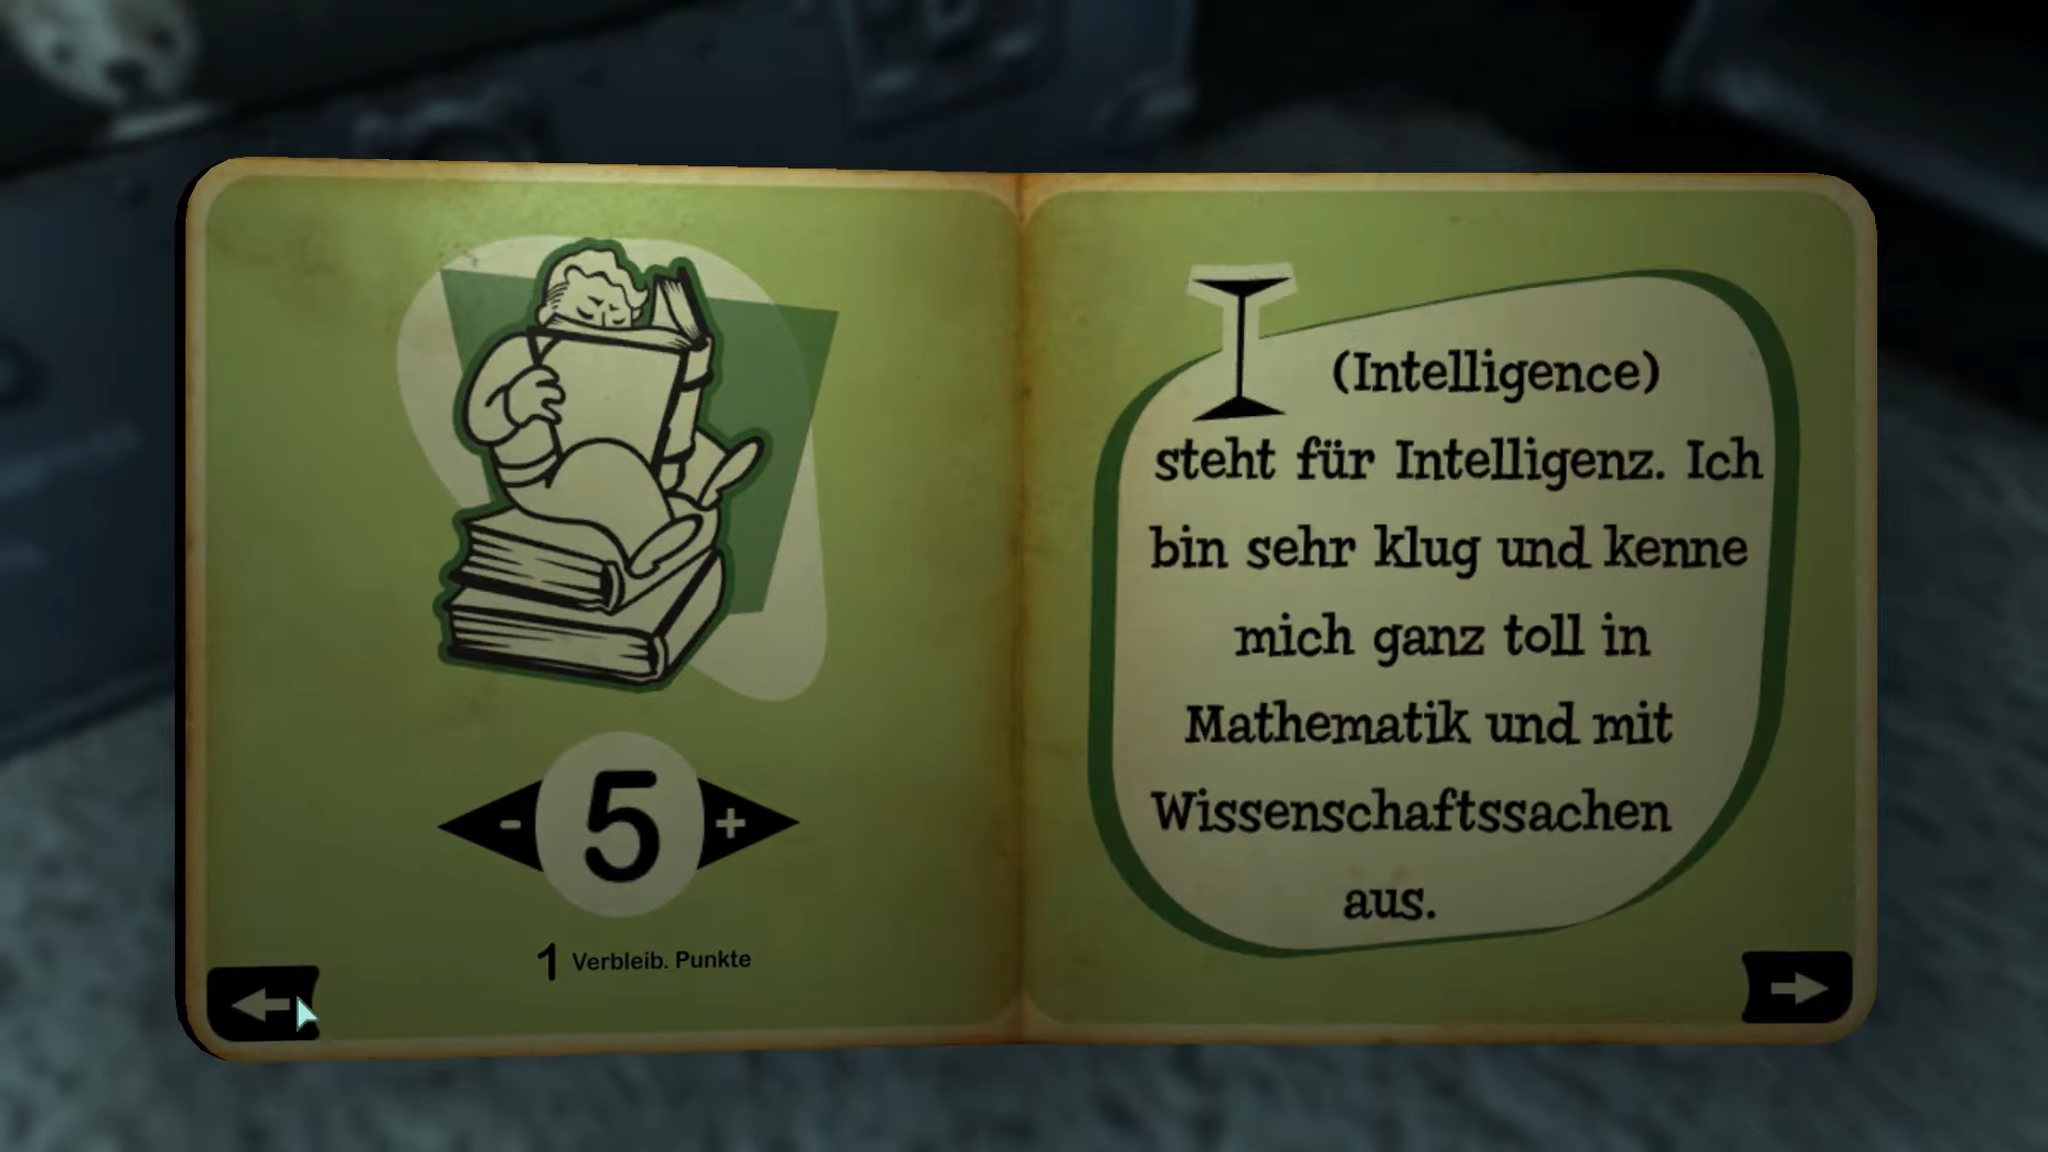 - 5 +
1 Verbleib. Punkte
I (Intelligence)
steht für Intelligenz. Ich
bin sehr klug und kenne
mich ganz toll in
Mathematik und mit
Wissenschaftssachen
aus.